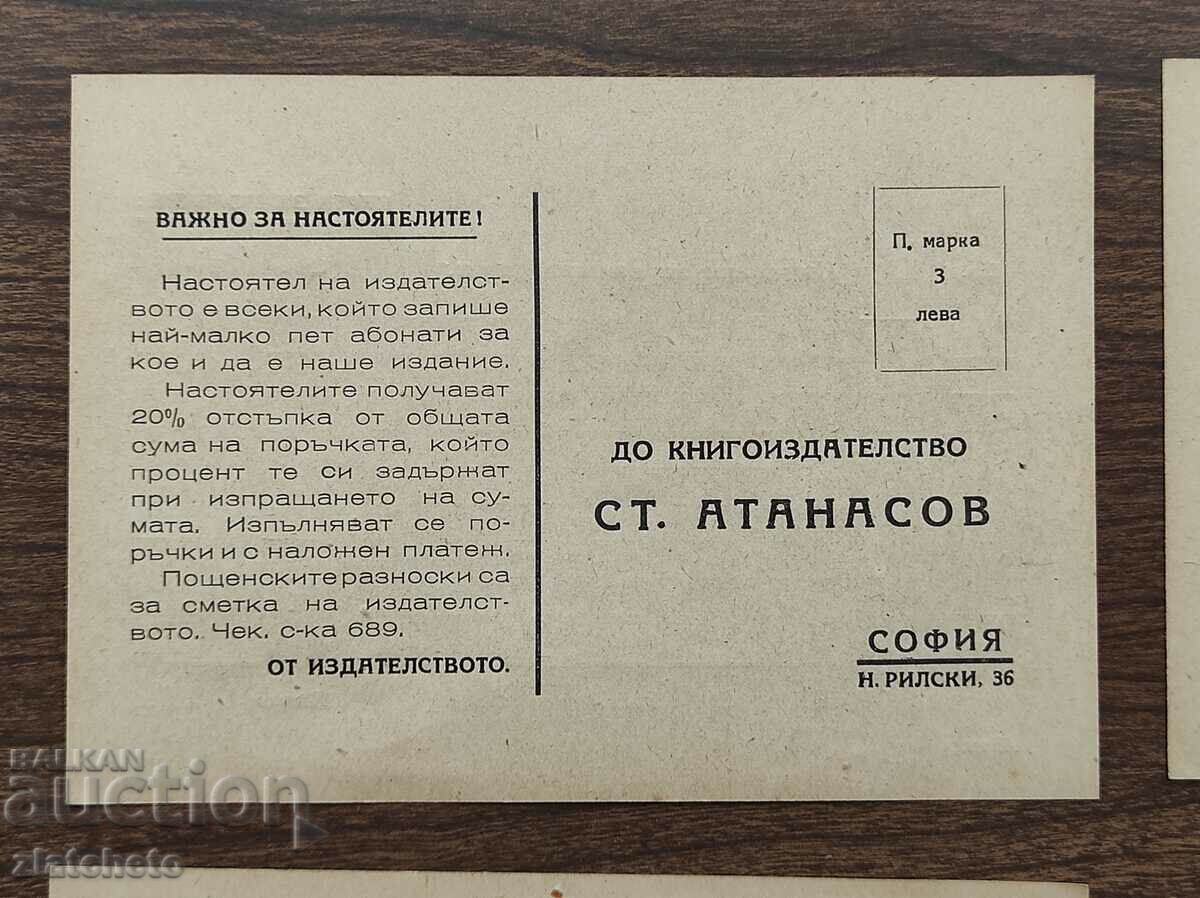 ВАЖНО ЗА НАСТОЯТЕЛИТЕ!
Настоятел на издателст-
вото е всеки, който запише
най-малко пет абонати за
кое и да е наше издание.
Настоятелите получават
20% отстъпка от общата
сума на поръчката, който
процент те си задържат
при изпращането на су-
мата. Изпълняват се по-
ръчки и с наложен платеж.
Пощенските разноски са
за сметка на издателст-
вото. Чек. с-ка 689.
ОТ ИЗДАТЕЛСТВОТО.
П. марка
3
лева
ДО КНИГОИЗДАТЕЛСТВО
СТ. АТАНАСОВ
СОФИЯ
Н. РИЛСКИ, 36
BALKAN
auction
zlatcheto